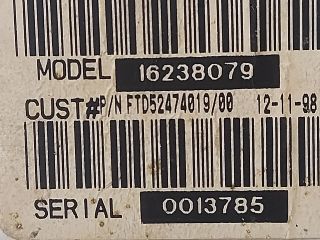 MODEL 16238079
CUST# P/N FTD52474019/00 12-11-98
SERIAL 0013785